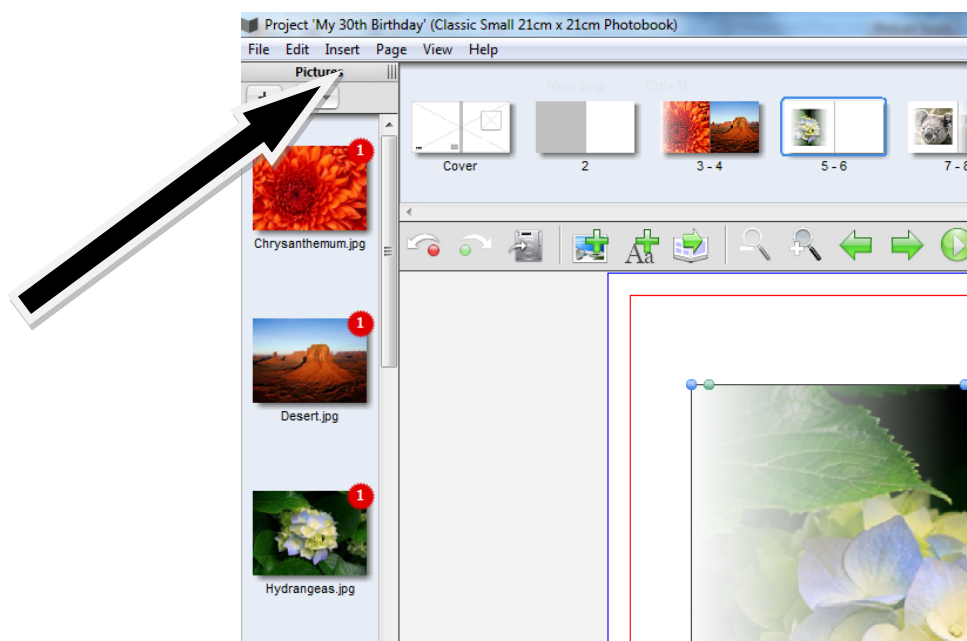 Project 'My 30th Birthday' (Classic Small 21cm x 21cm Photobook)
File Edit Insert Page View Help
Pictures
New Snip Ctrl+N
Cover 2 3 - 4 5 - 6 7 - 8
1
Chrysanthemum.jpg
Aa
1
Desert.jpg
1
Hydrangeas.jpg